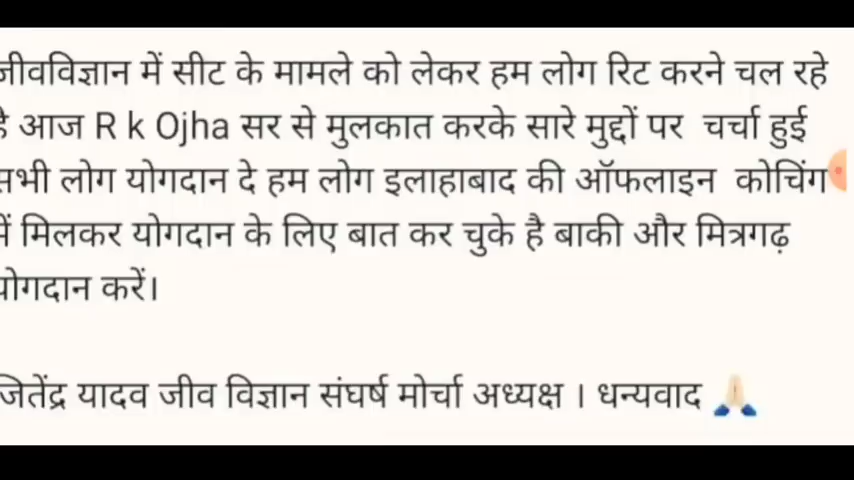 जीवविज्ञान में सीट के मामले को लेकर हम लोग रिट करने चल रहे
है आज R k Ojha सर से मुलकात करके सारे मुद्दों पर चर्चा हुई
सभी लोग योगदान दे हम लोग इलाहाबाद की ऑफलाइन कोचिंग
में मिलकर योगदान के लिए बात कर चुके है बाकी और मित्रगढ़
योगदान करें।
जितेंद्र यादव जीव विज्ञान संघर्ष मोर्चा अध्यक्ष । धन्यवाद 🙏🏻